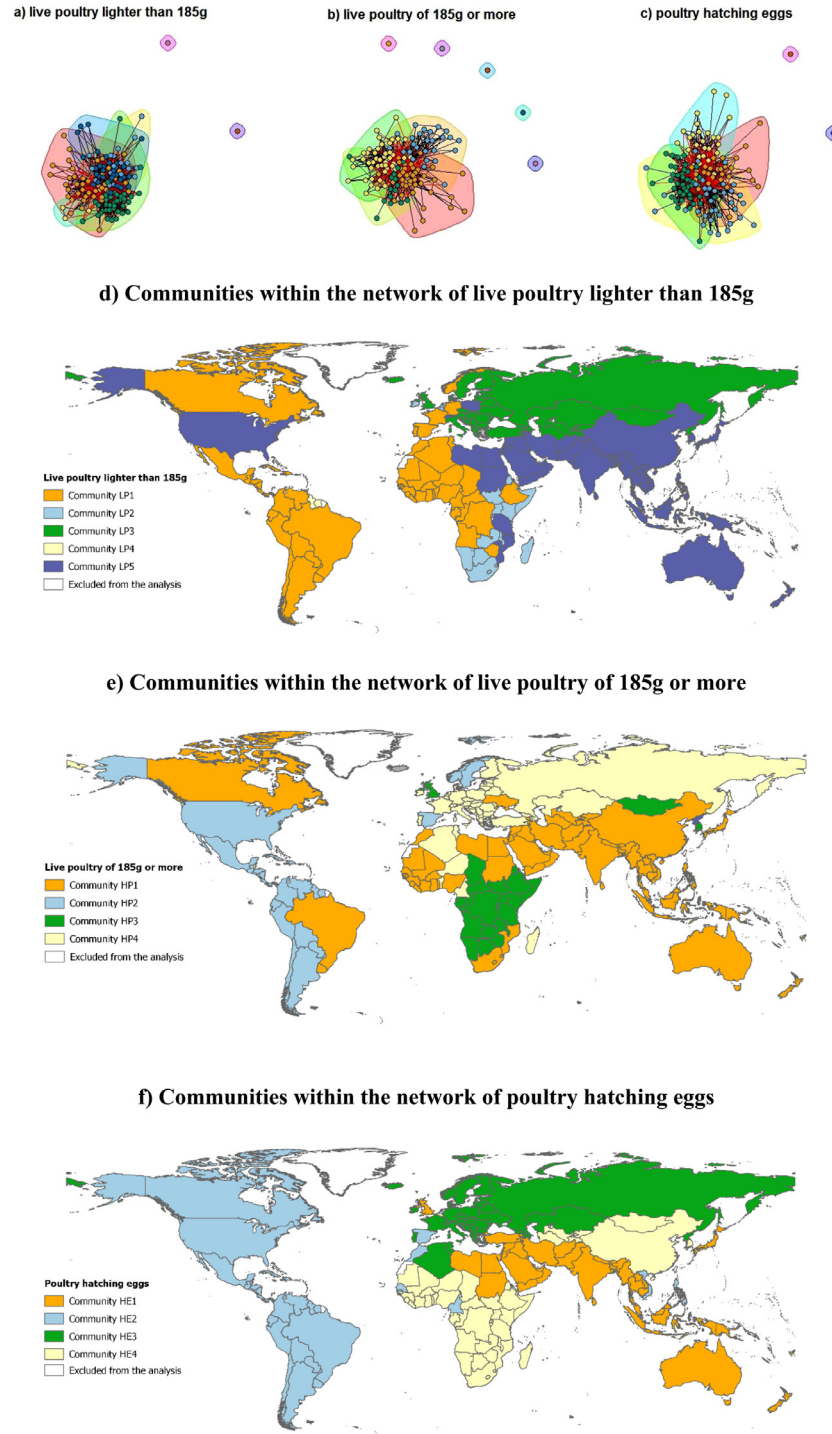 a) live poultry lighter than 185g
b) live poultry of 185g or more
c) poultry hatching eggs
d) Communities within the network of live poultry lighter than 185g
Live poultry lighter than 185g
Community LP1
Community LP2
Community LP3
Community LP4
Community LP5
Excluded from the analysis
e) Communities within the network of live poultry of 185g or more
Live poultry of 185g or more
Community HP1
Community HP2
Community HP3
Community HP4
Excluded from the analysis
f) Communities within the network of poultry hatching eggs
Poultry hatching eggs
Community HE1
Community HE2
Community HE3
Community HE4
Excluded from the analysis